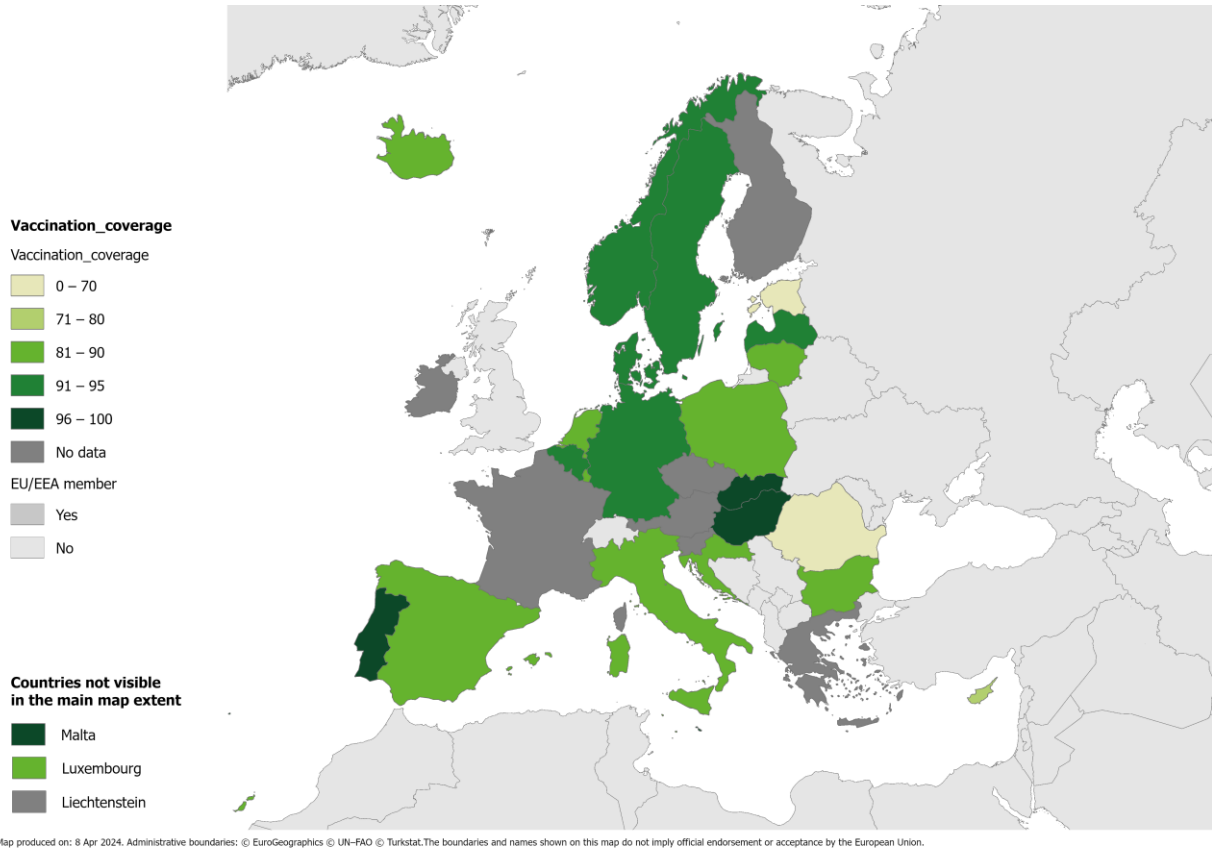 Vaccination_coverage
Vaccination_coverage
0 – 70
71 – 80
81 – 90
91 – 95
96 – 100
No data
EU/EEA member
Yes
No
Countries not visible
in the main map extent
Malta
Luxembourg
Liechtenstein
Map produced on: 8 Apr 2024. Administrative boundaries: © EuroGeographics © UN–FAO © Turkstat.The boundaries and names shown on this map do not imply official endorsement or acceptance by the European Union.